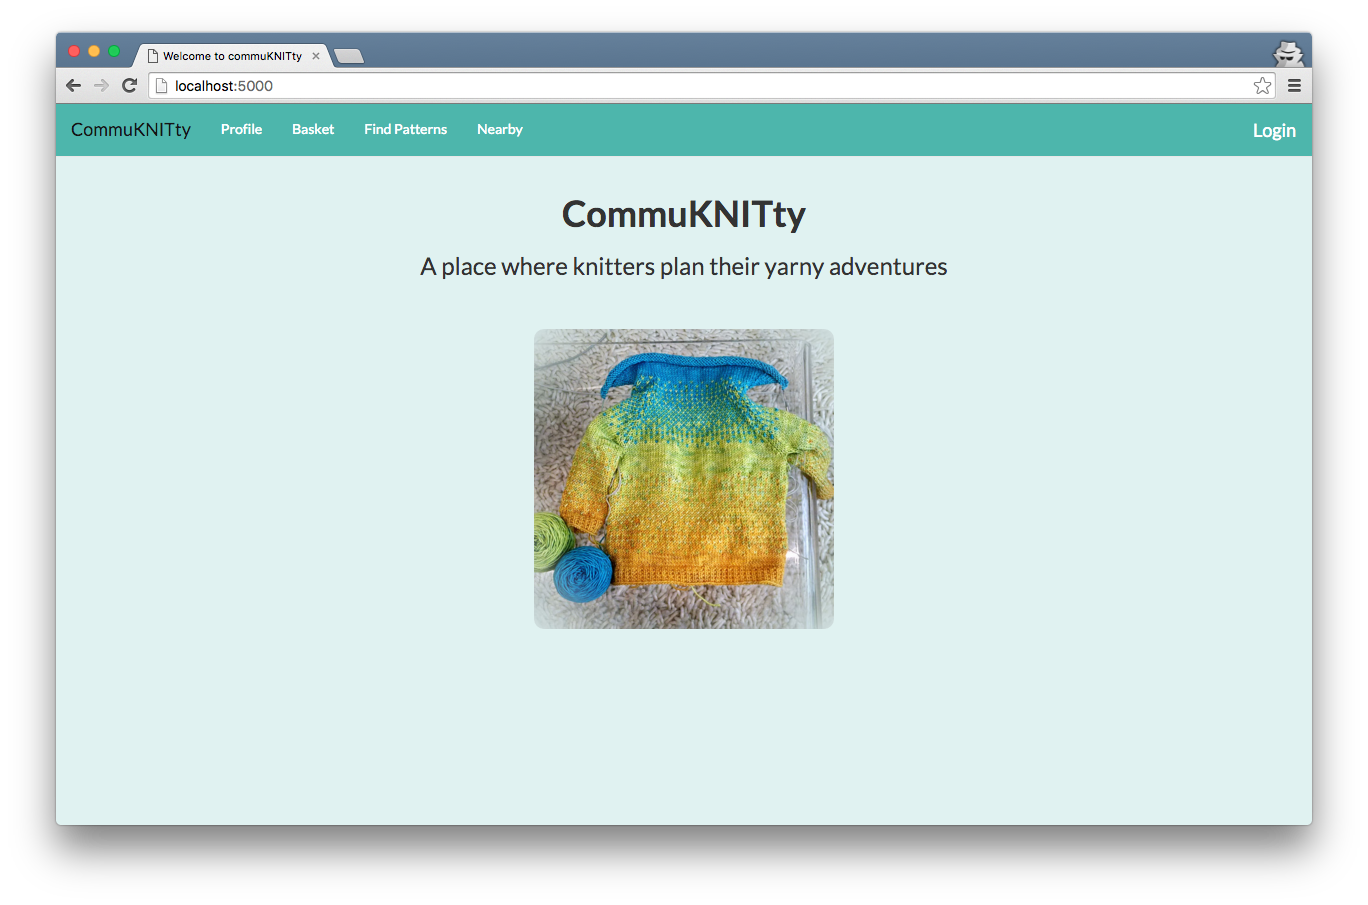 Welcome to commuKNITty
localhost:5000
CommuKNITty Profile Basket Find Patterns Nearby Login
CommuKNITty
A place where knitters plan their yarny adventures